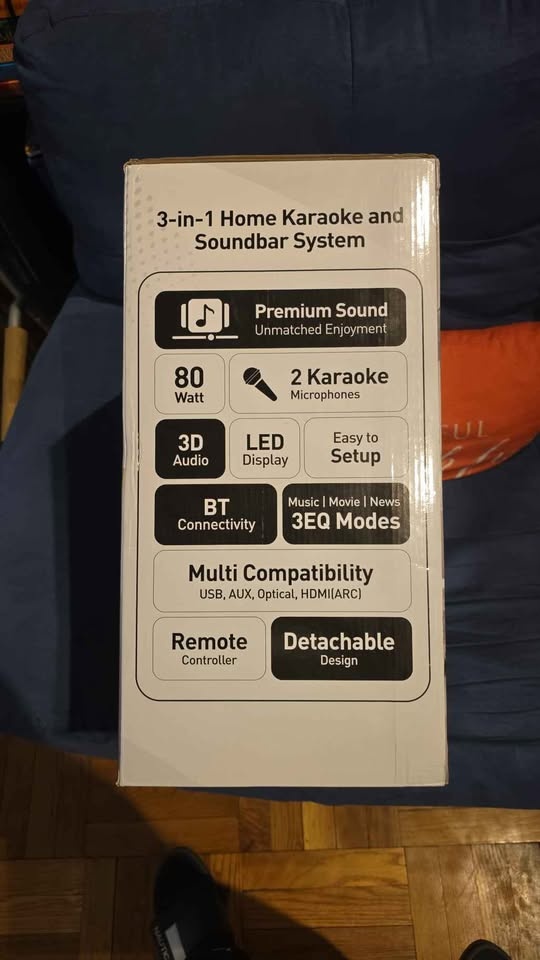 3-in-1 Home Karaoke and
Soundbar System
Premium Sound
Unmatched Enjoyment
80
Watt
2 Karaoke
Microphones
3D
Audio
LED
Display
Easy to
Setup
BT
Connectivity
Music | Movie | News
3EQ Modes
Multi Compatibility
USB, AUX, Optical, HDMI(ARC)
Remote
Controller
Detachable
Design